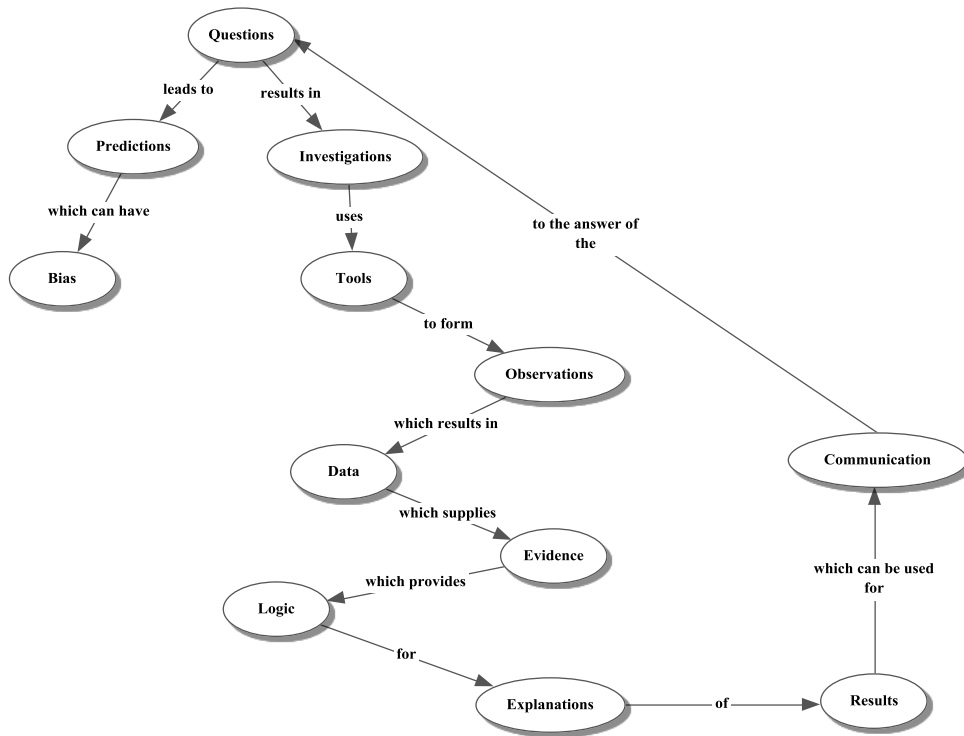 Questions
leads to
results in
Predictions
Investigations
which can have
uses
to the answer of
the
Bias
Tools
to form
Observations
which results in
Data
Communication
which supplies
Evidence
which provides
which can be used
for
Logic
for
Explanations
of
Results